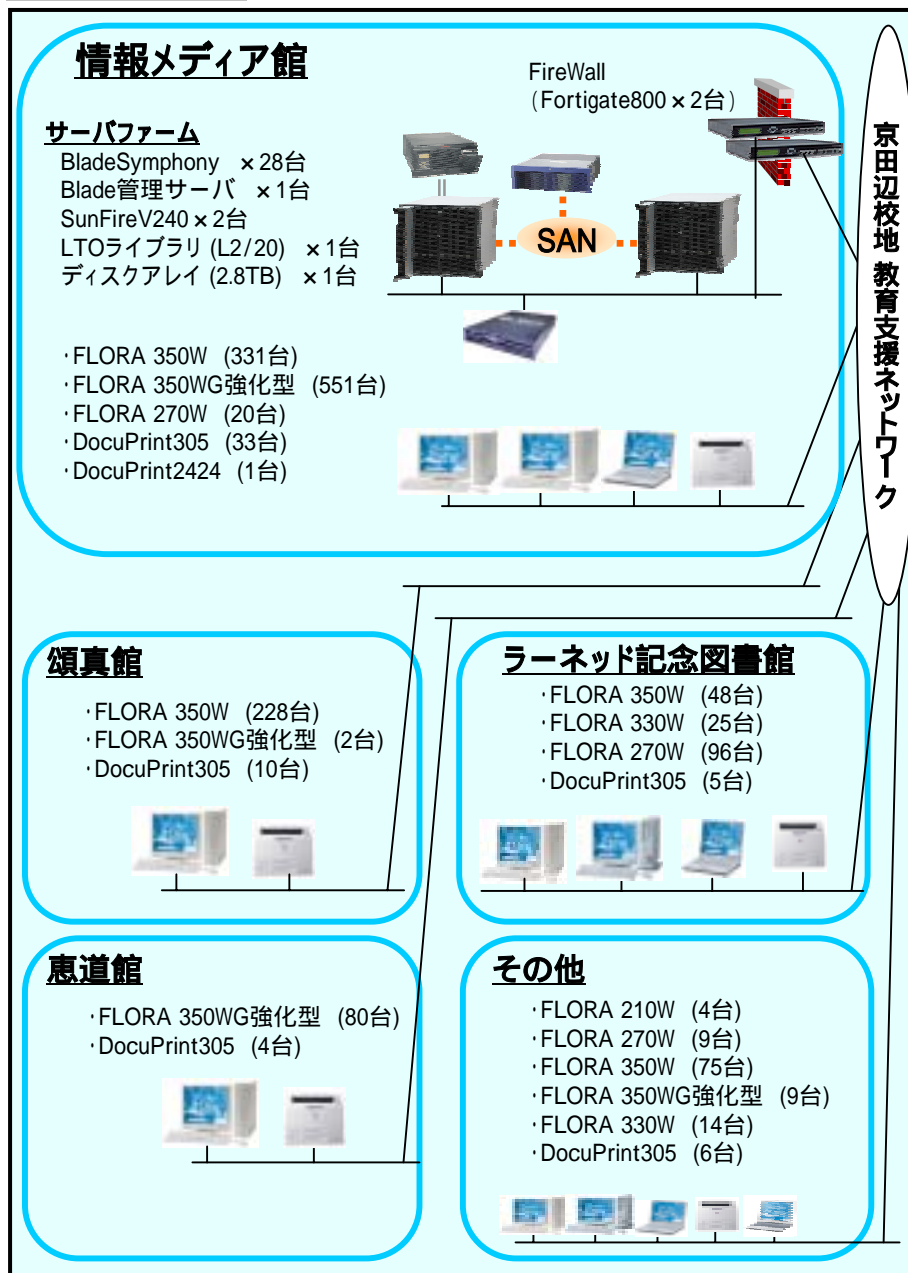 情報メディア館
FireWall
(Fortigate800×2台)
サーバファーム
BladeSymphony ×28台
Blade管理サーバ ×1台
SunFireV240×2台
LTOライブラリ (L2/20) ×1台
ディスクアレイ (2.8TB) ×1台
SAN
・FLORA 350W (331台)
・FLORA 350WG強化型 (551台)
・FLORA 270W (20台)
・DocuPrint305 (33台)
・DocuPrint2424 (1台)
京田辺校地 教育支援ネットワーク
頌真館
・FLORA 350W (228台)
・FLORA 350WG強化型 (2台)
・DocuPrint305 (10台)
ラーネッド記念図書館
・FLORA 350W (48台)
・FLORA 330W (25台)
・FLORA 270W (96台)
・DocuPrint305 (5台)
恵道館
・FLORA 350WG強化型 (80台)
・DocuPrint305 (4台)
その他
・FLORA 210W (4台)
・FLORA 270W (9台)
・FLORA 350W (75台)
・FLORA 350WG強化型 (9台)
・FLORA 330W (14台)
・DocuPrint305 (6台)